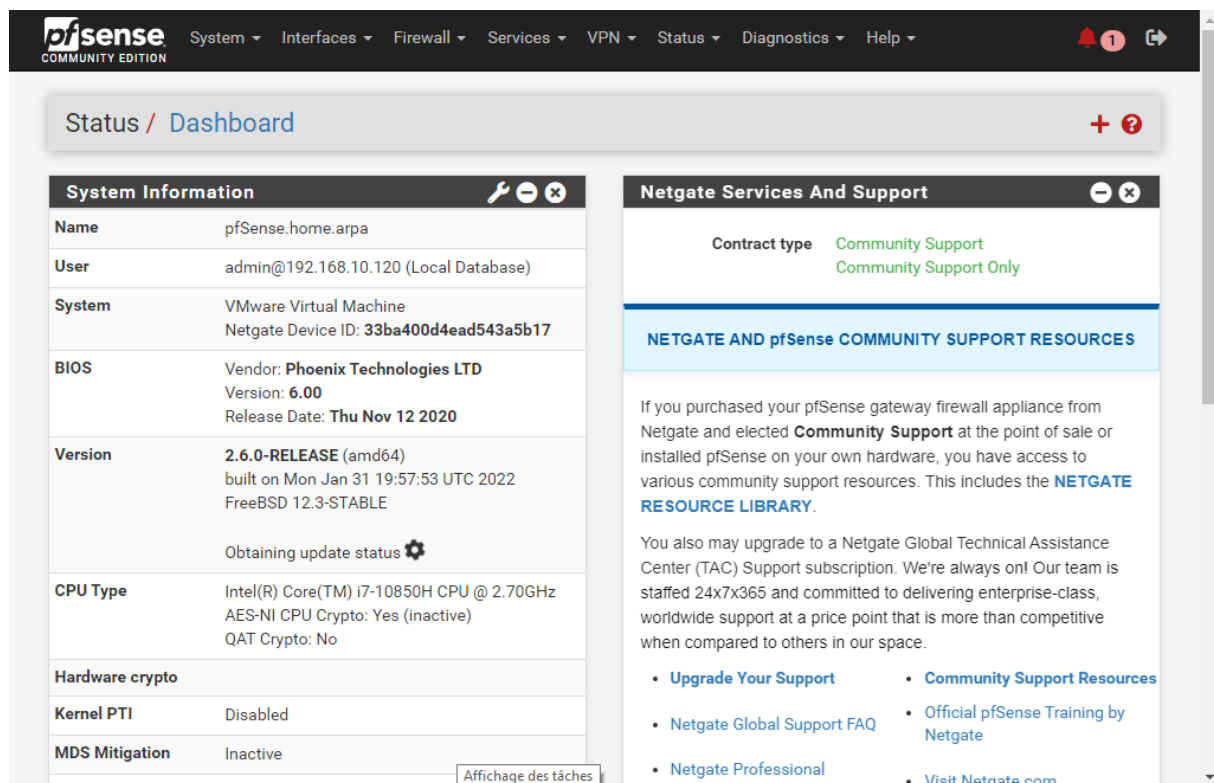 pfsense
COMMUNITY EDITION
System Interfaces Firewall Services VPN Status Diagnostics Help
1
Status / Dashboard
System Information
Name pfSense.home.arpa
User admin@192.168.10.120 (Local Database)
System VMware Virtual Machine
Netgate Device ID: 33ba400d4ead543a5b17
BIOS Vendor: Phoenix Technologies LTD
Version: 6.00
Release Date: Thu Nov 12 2020
Version 2.6.0-RELEASE (amd64)
built on Mon Jan 31 19:57:53 UTC 2022
FreeBSD 12.3-STABLE
Obtaining update status
CPU Type Intel(R) Core(TM) i7-10850H CPU @ 2.70GHz
AES-NI CPU Crypto: Yes (inactive)
QAT Crypto: No
Hardware crypto
Kernel PTI Disabled
MDS Mitigation Inactive
Affichage des tâches
Netgate Services And Support
Contract type Community Support
Community Support Only
NETGATE AND pfSense COMMUNITY SUPPORT RESOURCES
If you purchased your pfSense gateway firewall appliance from
Netgate and elected Community Support at the point of sale or
installed pfSense on your own hardware, you have access to
various community support resources. This includes the NETGATE
RESOURCE LIBRARY.
You also may upgrade to a Netgate Global Technical Assistance
Center (TAC) Support subscription. We're always on! Our team is
staffed 24x7x365 and committed to delivering enterprise-class,
worldwide support at a price point that is more than competitive
when compared to others in our space.
• Upgrade Your Support
• Netgate Global Support FAQ
• Netgate Professional
• Community Support Resources
• Official pfSense Training by
Netgate
• Visit Netgate.com